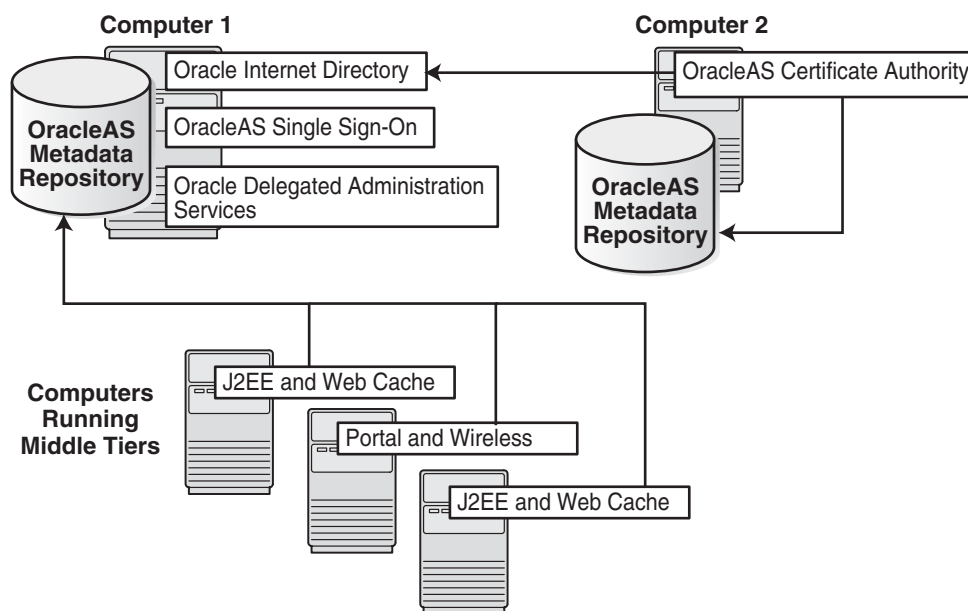 Computer 1
Oracle Internet Directory
OracleAS Single Sign-On
Oracle Delegated Administration
Services
OracleAS
Metadata
Repository
Computer 2
OracleAS Certificate Authority
OracleAS
Metadata
Repository
Computers
Running
Middle Tiers
J2EE and Web Cache
Portal and Wireless
J2EE and Web Cache